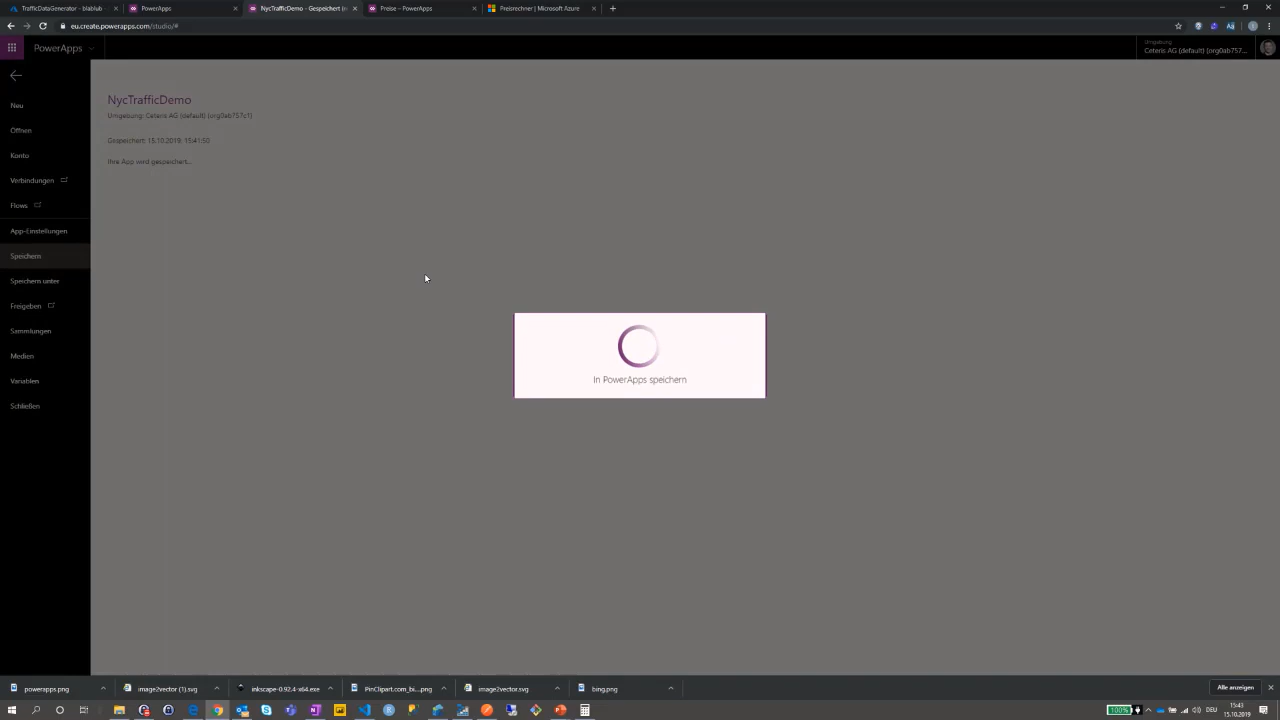 TrafficDataGenerator - blablub
PowerApps
NycTrafficDemo - Gespeichert (n
Preise – PowerApps
Preisrechner | Microsoft Azure
eu.create.powerapps.com/studio/#
PowerApps
Umgebung
Ceteris AG (default) (org0ab757...
NycTrafficDemo
Umgebung: Ceteris AG (default) (org0ab757c1)
Gespeichert: 15.10.2019, 15:41:50
Ihre App wird gespeichert...
Neu
Öffnen
Konto
Verbindungen
Flows
App-Einstellungen
Speichern
Speichern unter
Freigeben
Sammlungen
Medien
Variablen
Schließen
In PowerApps speichern
powerapps.png
image2vector (1).svg
inkscape-0.92.4-x64.exe
PinClipart.com_bi....png
image2vector.svg
bing.png
Alle anzeigen
100%
DEU
15:43
15.10.2019